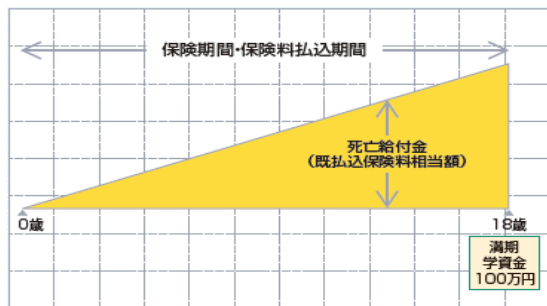 保険期間・保険料払込期間
死亡給付金
(既払込保険料相当額)
0歳
18歳
満期
学資金
100万円